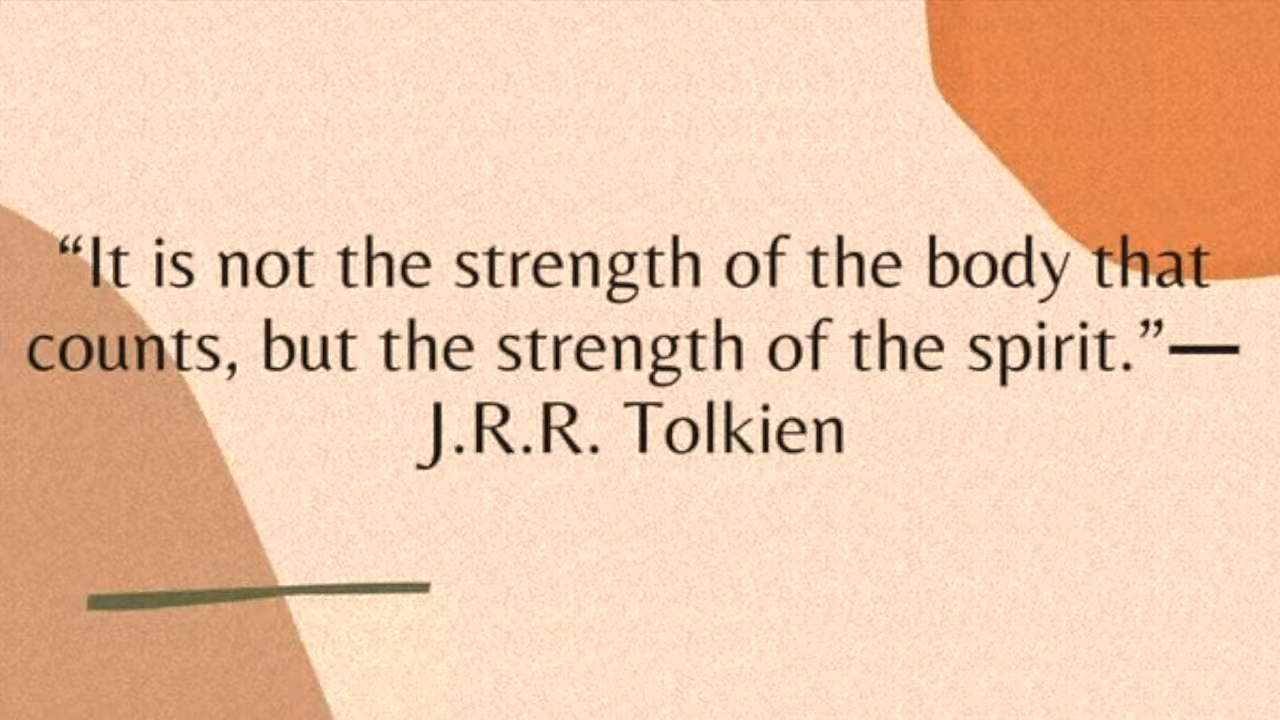 “It is not the strength of the body that
counts, but the strength of the spirit.”—
J.R.R. Tolkien